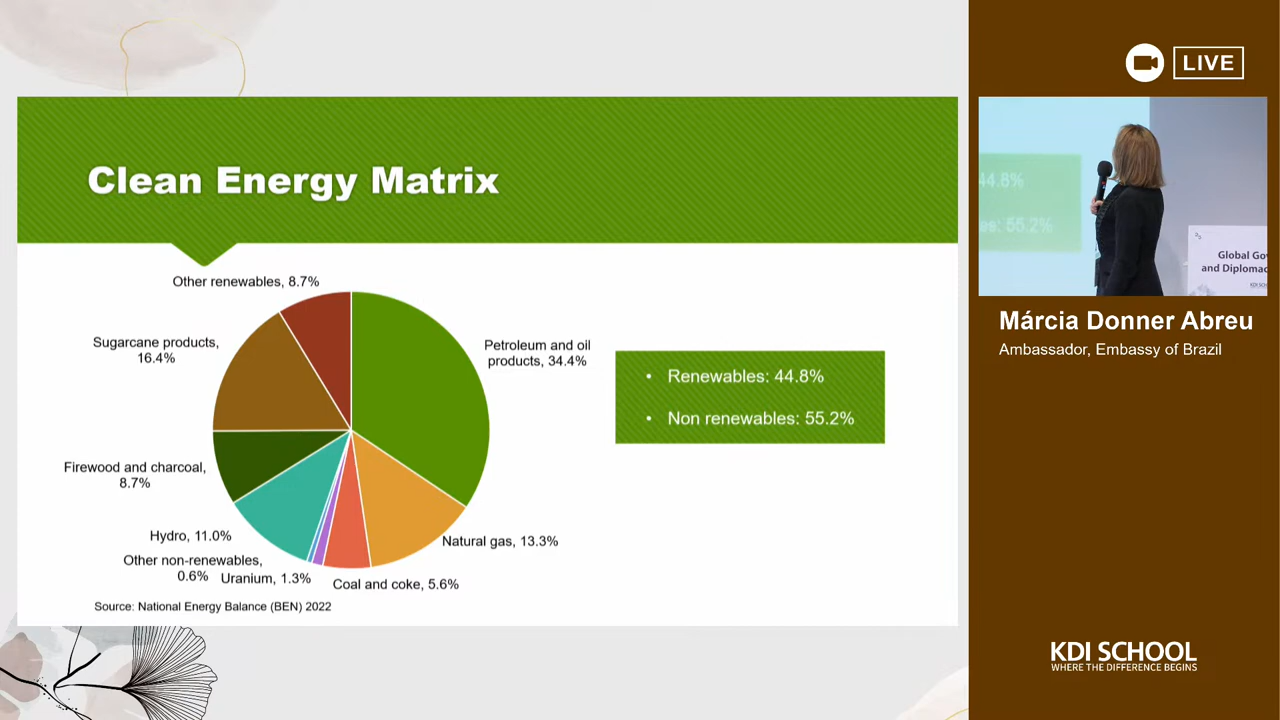 LIVE
Clean Energy Matrix
Other renewables, 8.7%
Sugarcane products,
16.4%
Petroleum and oil
products, 34.4%
• Renewables: 44.8%
• Non renewables: 55.2%
Firewood and charcoal,
8.7%
Hydro, 11.0%
Natural gas, 13.3%
Other non-renewables,
0.6%
Uranium, 1.3%
Coal and coke, 5.6%
Source: National Energy Balance (BEN) 2022
44.8%
es: 55.2%
Global Go
and Diplomac
KDI SCHOOL
Márcia Donner Abreu
Ambassador, Embassy of Brazil
KDI SCHOOL
WHERE THE DIFFERENCE BEGINS